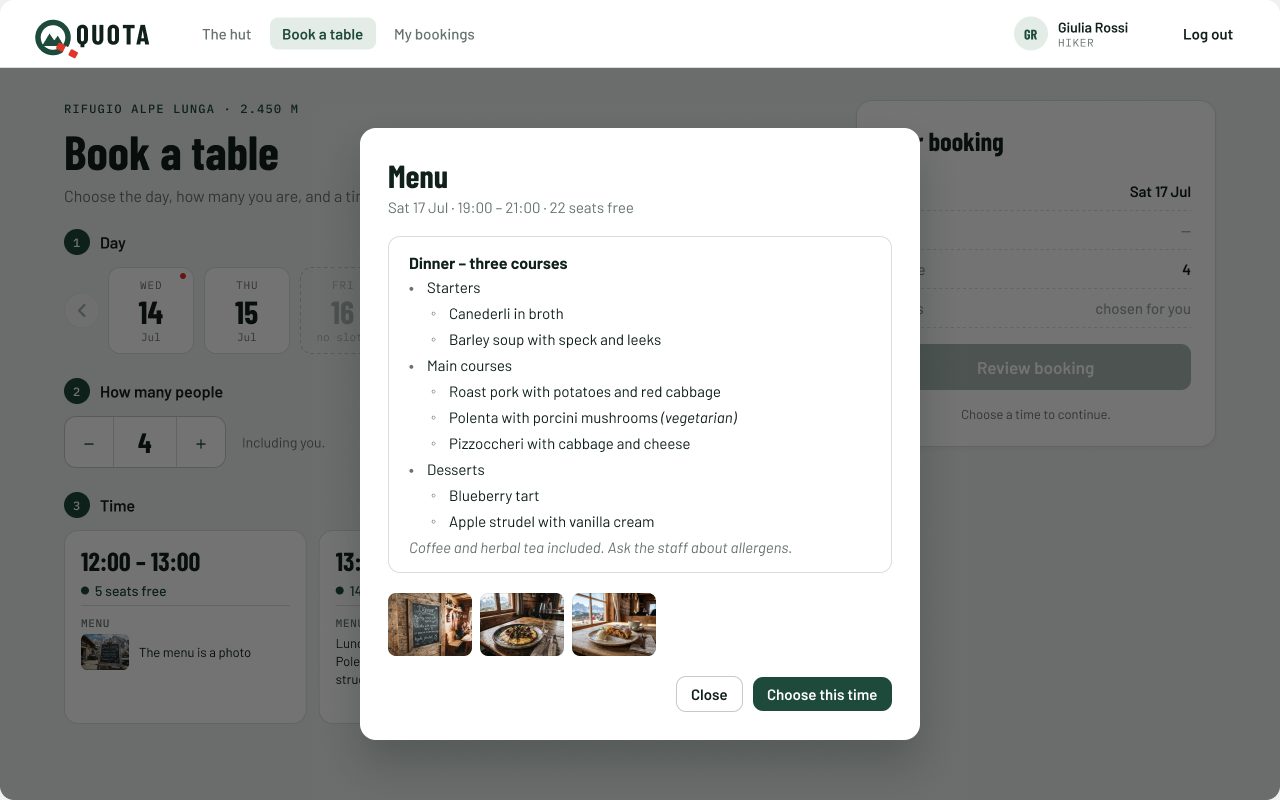 QUOTA
The hut
Book a table
My bookings
GR
Giulia Rossi
HIKER
Log out
RIFUGIO ALPE LUNGA · 2.450 M
Book a table
Choose the day, how many you are, and a
1 Day
WED
14
Jul
THU
15
Jul
FRI
16
no
2 How many people
− 4 +
Including you.
3 Time
12:00 – 13:00
5 seats free
MENU
The menu is a photo
MENU
Menu
Sat 17 Jul · 19:00 – 21:00 · 22 seats free
Dinner – three courses
• Starters
◦ Canederli in broth
◦ Barley soup with speck and leeks
• Main courses
◦ Roast pork with potatoes and red cabbage
◦ Polenta with porcini mushrooms (vegetarian)
◦ Pizzoccheri with cabbage and cheese
• Desserts
◦ Blueberry tart
◦ Apple strudel with vanilla cream
Coffee and herbal tea included. Ask the staff about allergens.
Close
Choose this time
booking
Sat 17 Jul
–
4
chosen for you
Review booking
Choose a time to continue.